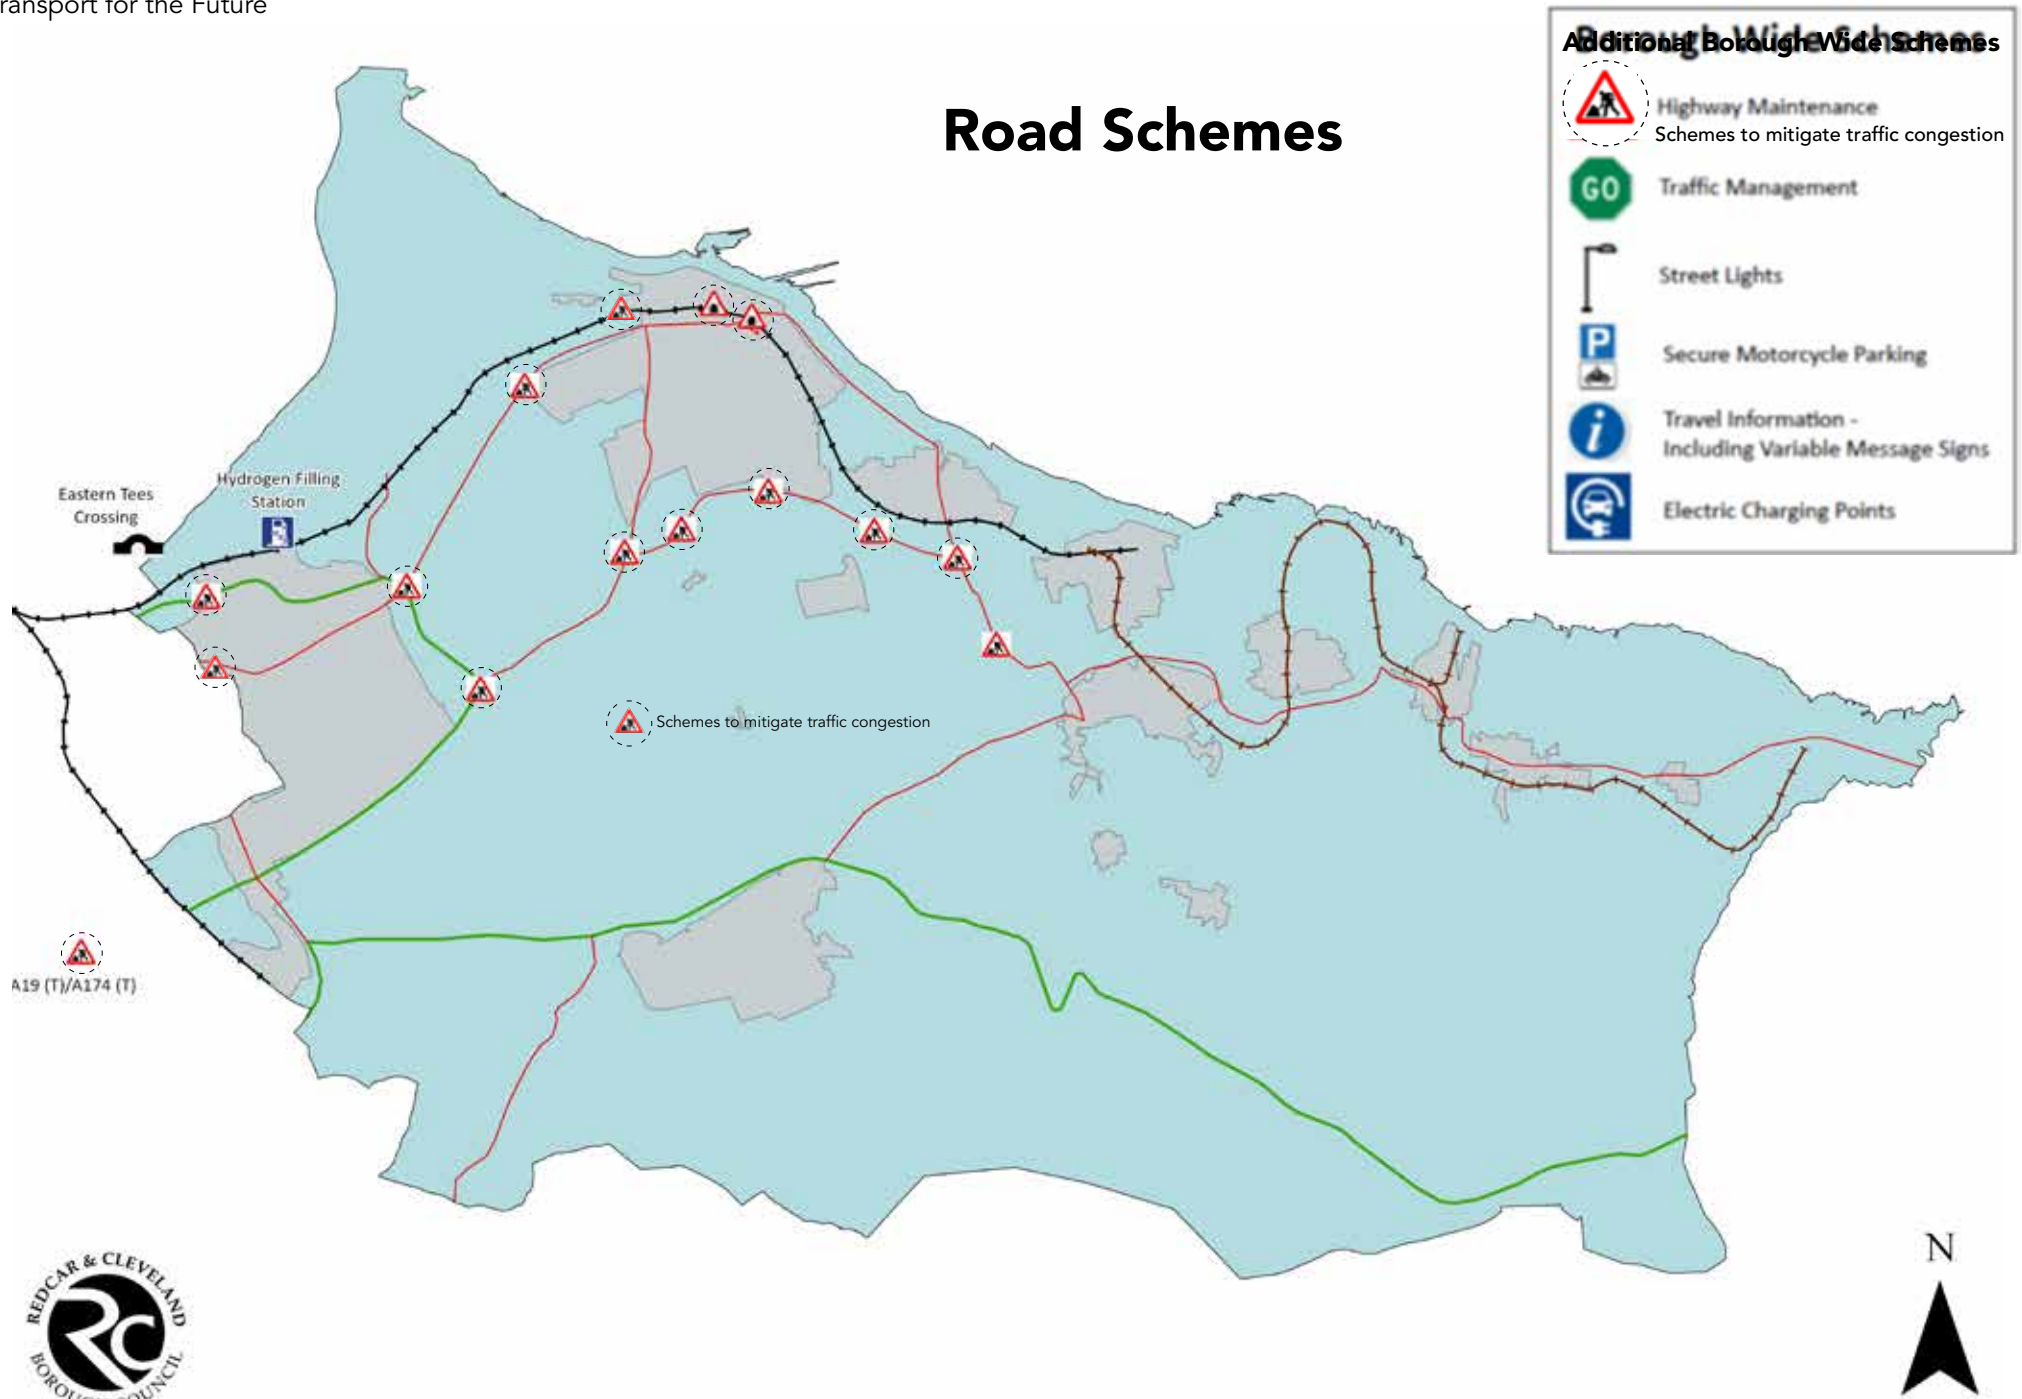 ransport for the Future
Road Schemes
Additional Borough Wide Schemes
Highway Maintenance
Schemes to mitigate traffic congestion
GO
Traffic Management
Street Lights
P
Secure Motorcycle Parking
i
Travel Information -
Including Variable Message Signs
Electric Charging Points
Eastern Tees
Crossing
Hydrogen Filling
Station
Schemes to mitigate traffic congestion
A19 (T)/A174 (T)
REDCAR & CLEVELAND
RC
BOROUGH COUNCIL
N